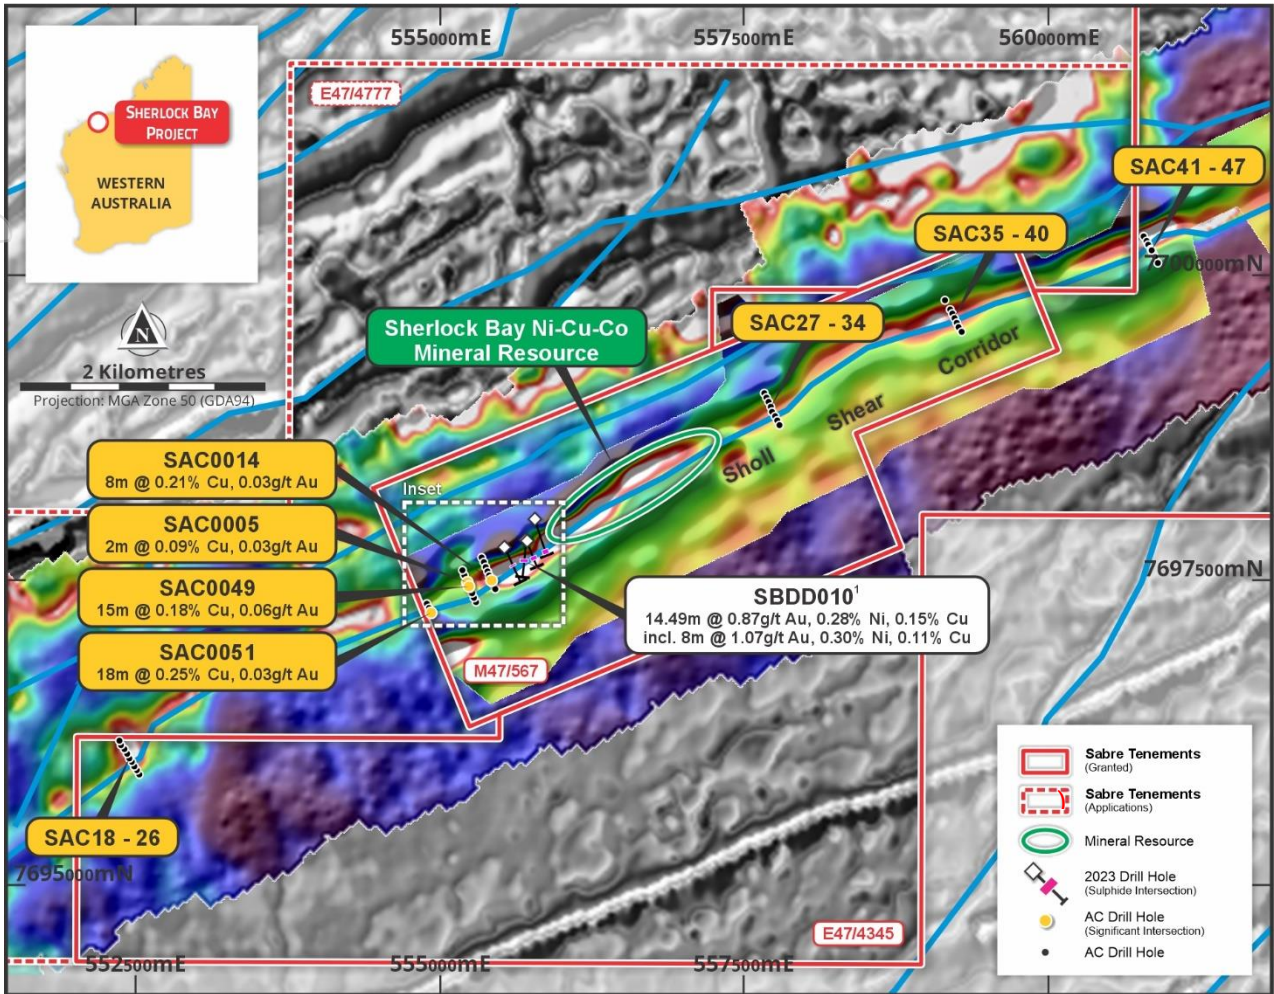 555000mE
557500mE
560000mE
E47/4777
SHERLOCK BAY
PROJECT
WESTERN
AUSTRALIA
SAC41 - 47
SAC35 - 40
7700000mN
N
2 Kilometres
Projection: MGA Zone 50 (GDA94)
Sherlock Bay Ni-Cu-Co
Mineral Resource
SAC27 - 34
Sholl Shear Corridor
SAC0014
8m @ 0.21% Cu, 0.03g/t Au
Inset
SAC0005
2m @ 0.09% Cu, 0.03g/t Au
SAC0049
15m @ 0.18% Cu, 0.06g/t Au
SAC0051
18m @ 0.25% Cu, 0.03g/t Au
7697500mN
SBDD010¹
14.49m @ 0.87g/t Au, 0.28% Ni, 0.15% Cu
incl. 8m @ 1.07g/t Au, 0.30% Ni, 0.11% Cu
M47/567
SAC18 - 26
7695000mN
E47/4345
552500mE
555000mE
557500mE
Sabre Tenements
(Granted)
Sabre Tenements
(Applications)
Mineral Resource
2023 Drill Hole
(Sulphide Intersection)
AC Drill Hole
(Significant Intersection)
AC Drill Hole